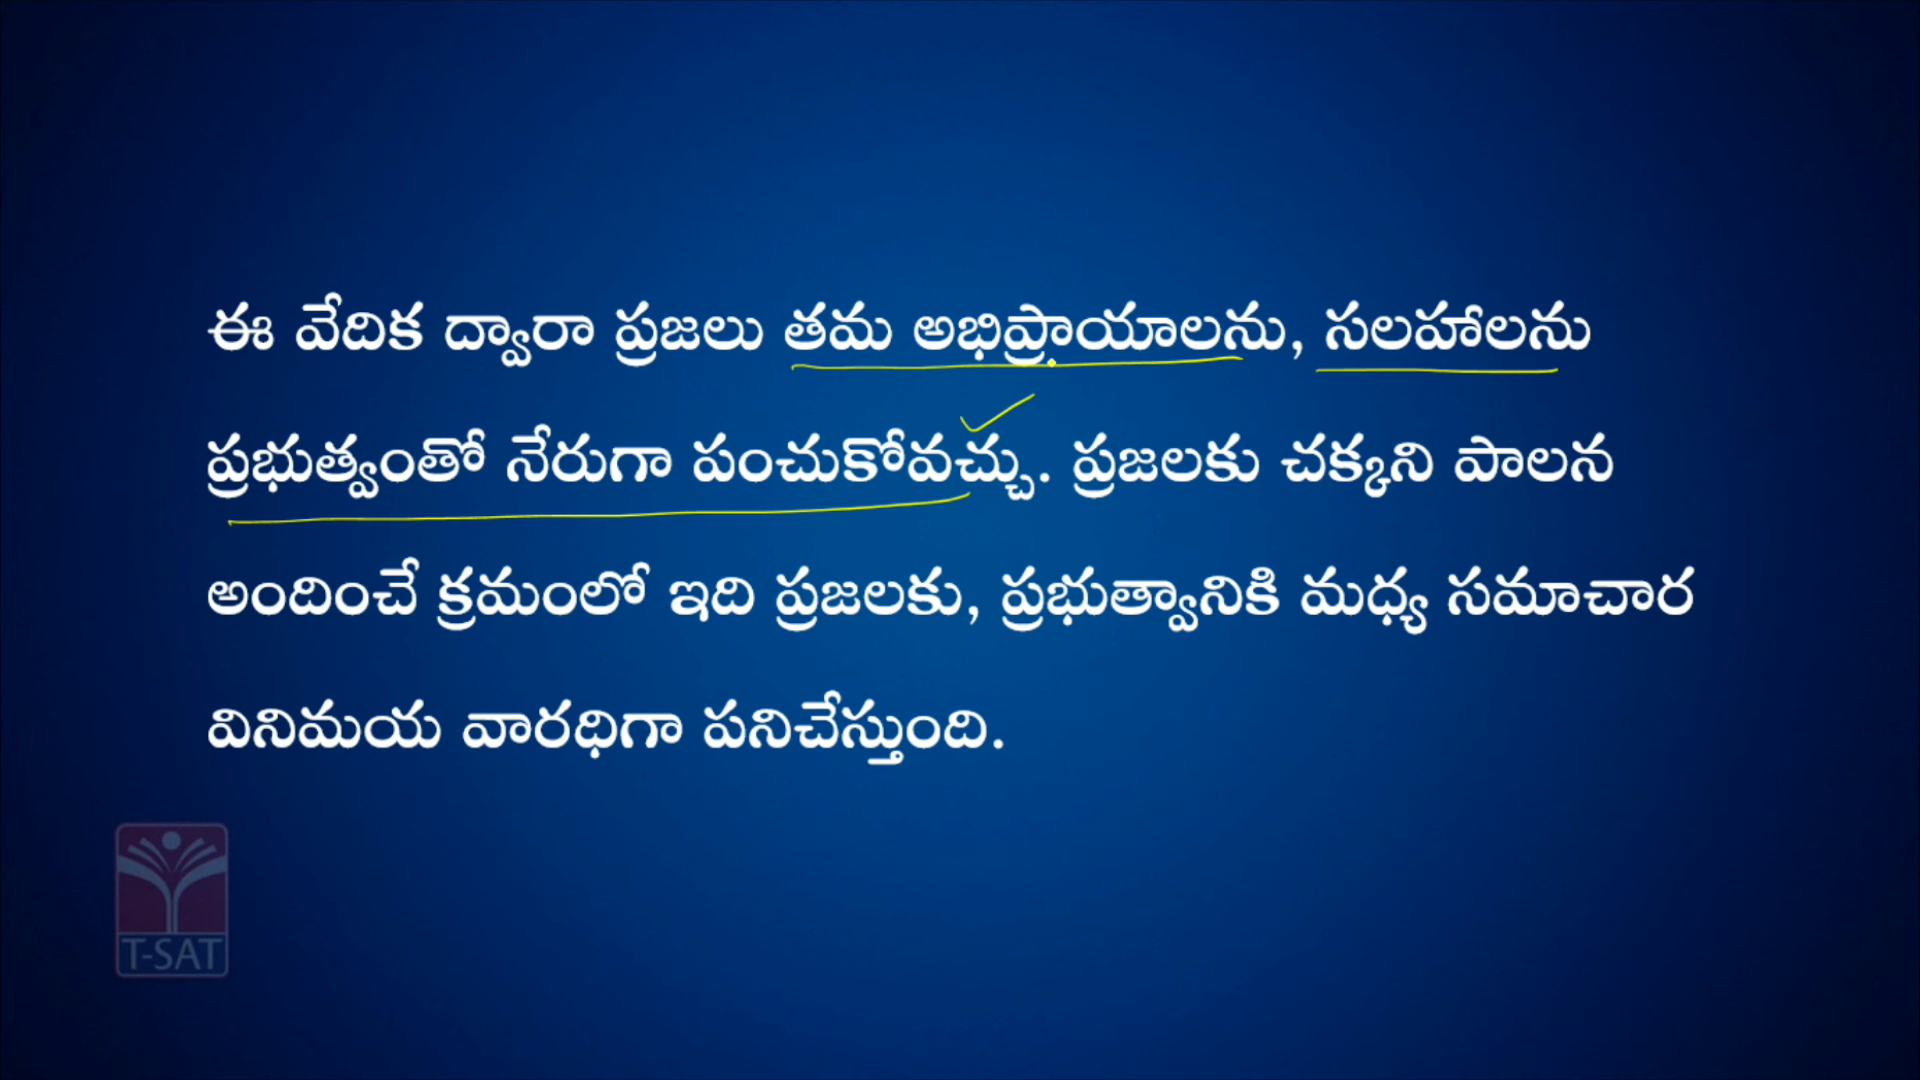 ఈ వేదిక ద్వారా ప్రజలు తమ అభిప్రాయాలను, సలహాలను
ప్రభుత్వంతో నేరుగా పంచుకోవచ్చు. ప్రజలకు చక్కని పాలన
అందించే క్రమంలో ఇది ప్రజలకు, ప్రభుత్వానికి మధ్య సమాచార
వినిమయ వారధిగా పనిచేస్తుంది.
T-SAT